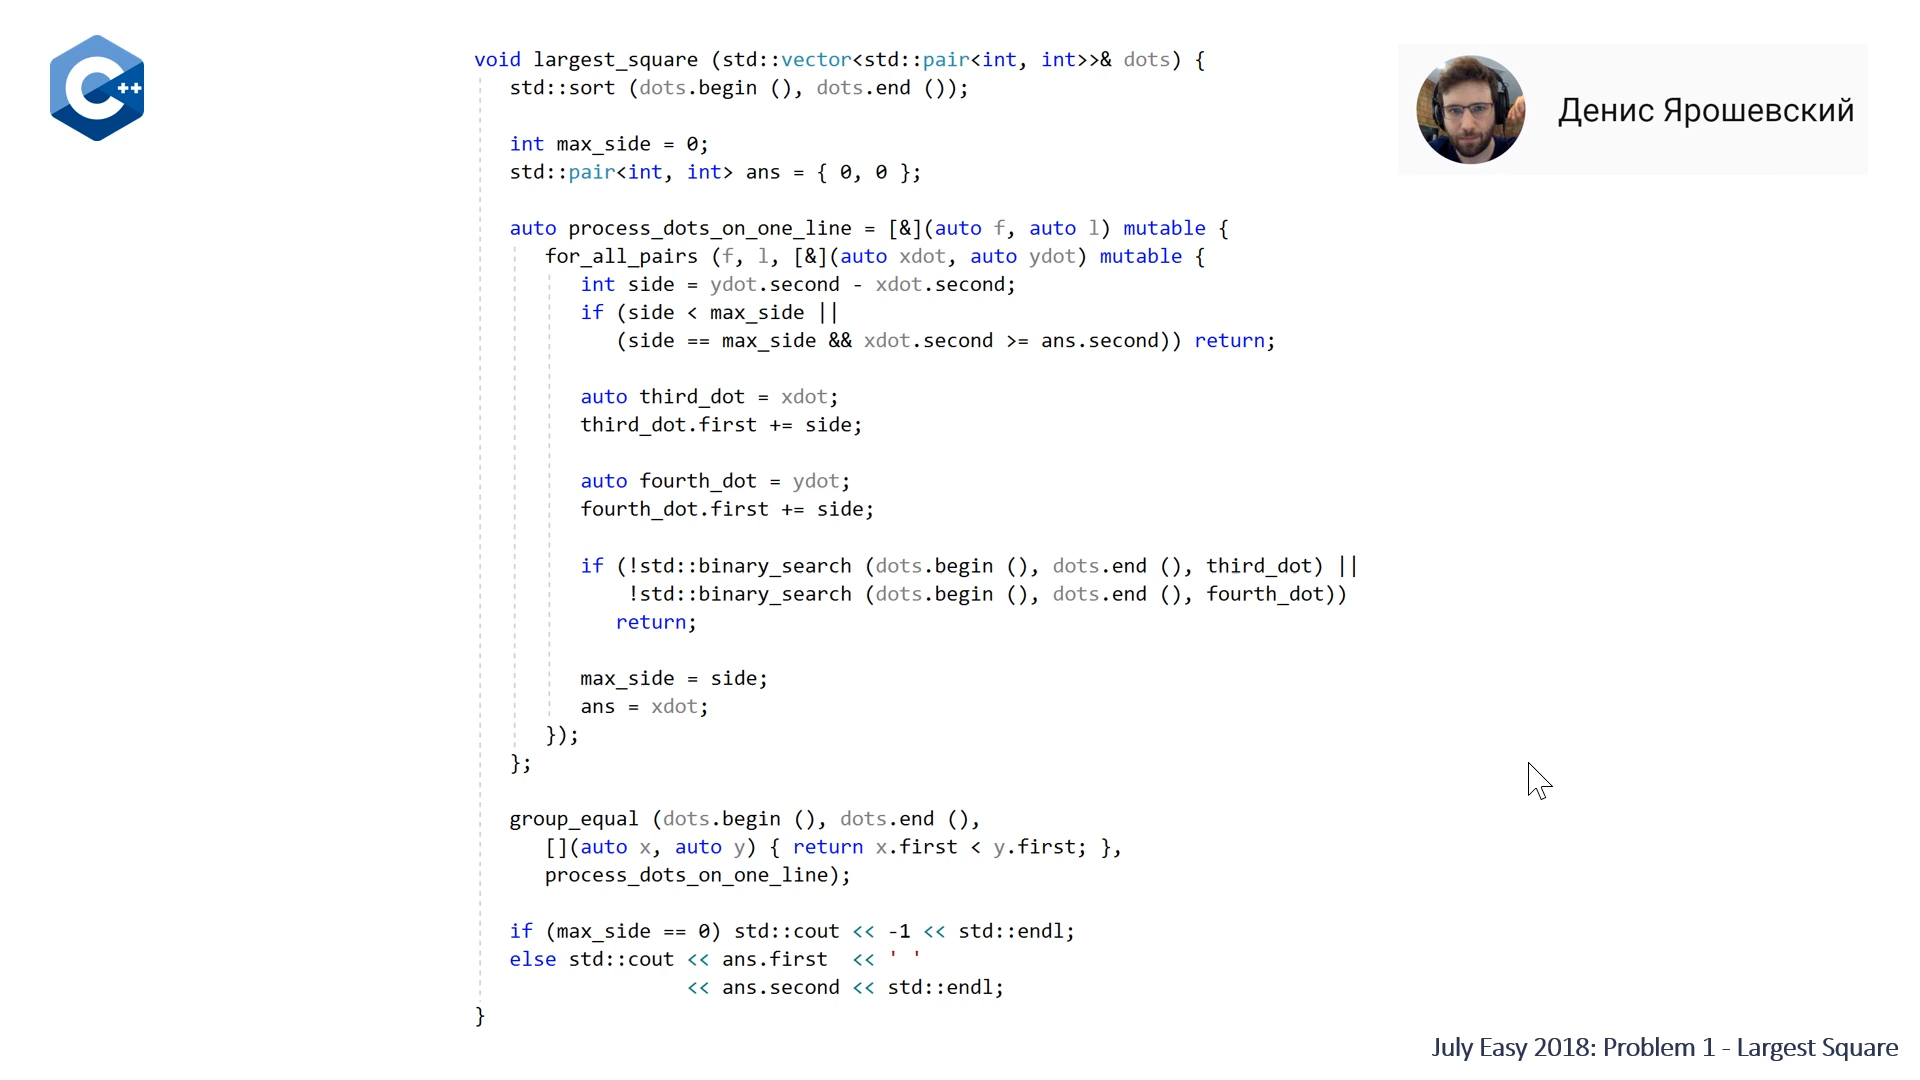 C++
void largest_square (std::vector<std::pair<int, int>>& dots) {
std::sort (dots.begin (), dots.end ());
Денис Ярошевский
int max_side = 0;
std::pair<int, int> ans = { 0, 0 };
auto process_dots_on_one_line = [&](auto f, auto l) mutable {
for_all_pairs (f, l, [&](auto xdot, auto ydot) mutable {
int side = ydot.second - xdot.second;
if (side < max_side ||
(side == max_side && xdot.second >= ans.second)) return;
auto third_dot = xdot;
third_dot.first += side;
auto fourth_dot = ydot;
fourth_dot.first += side;
if (!std::binary_search (dots.begin (), dots.end (), third_dot) ||
!std::binary_search (dots.begin (), dots.end (), fourth_dot))
return;
max_side = side;
ans = xdot;
});
};
group_equal (dots.begin (), dots.end (),
[](auto x, auto y) { return x.first < y.first; },
process_dots_on_one_line);
if (max_side == 0) std::cout << -1 << std::endl;
else std::cout << ans.first  << ' '
<< ans.second << std::endl;
}
July Easy 2018: Problem 1 - Largest Square